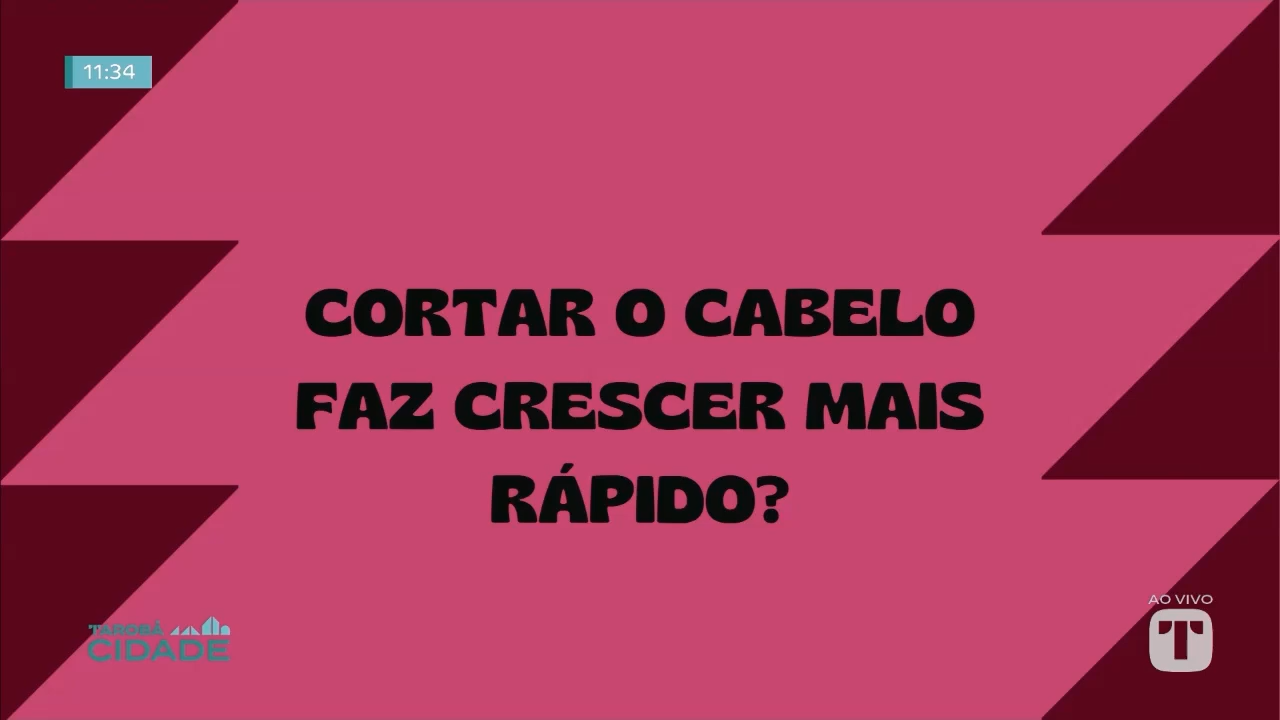 11:34
CORTAR O CABELO
FAZ CRESCER MAIS
RÁPIDO?
TAROBÁ
CIDADE
AO VIVO
T